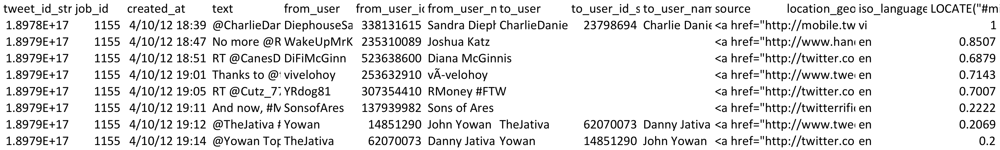 tweet_id_str job_id created_at text from_user from_user_id from_user_n to_user to_user_id_s to_user_nam source location_geo iso_language LOCATE("#mi
1.8978E+17 1155 4/10/12 18:39 @CharlieDan DiephouseSa 338131615 Sandra Dieph CharlieDanie 23798694 Charlie Danie <a href="http://mobile.tw vi 1
1.8979E+17 1155 4/10/12 18:47 No more @R WakeUpMrK 235310089 Joshua Katz <a href="http://www.han en 0.8507
1.8979E+17 1155 4/10/12 18:51 RT @CanesD DiFiMcGinn 523638600 Diana McGinnis <a href="http://twitter.co en 0.6879
1.8979E+17 1155 4/10/12 19:01 Thanks to @ vivelohoy 253632910 vÃ-velohoy <a href="http://www.twe en 0.7143
1.8979E+17 1155 4/10/12 19:05 RT @Cutz_77 YRdog81 307354410 RMoney #FTW <a href="http://twitter.co en 0.7007
1.8979E+17 1155 4/10/12 19:11 And now, #M SonsofAres 137939982 Sons of Ares <a href="http://twitterrific en 0.2222
1.8979E+17 1155 4/10/12 19:12 @TheJativa # Yowan 14851290 John Yowan TheJativa 62070073 Danny Jativa <a href="http://www.twe en 0.2069
1.8979E+17 1155 4/10/12 19:14 @Yowan Top TheJativa 62070073 Danny Jativa Yowan 14851290 John Yowan <a href="http://twitter.co en 0.2